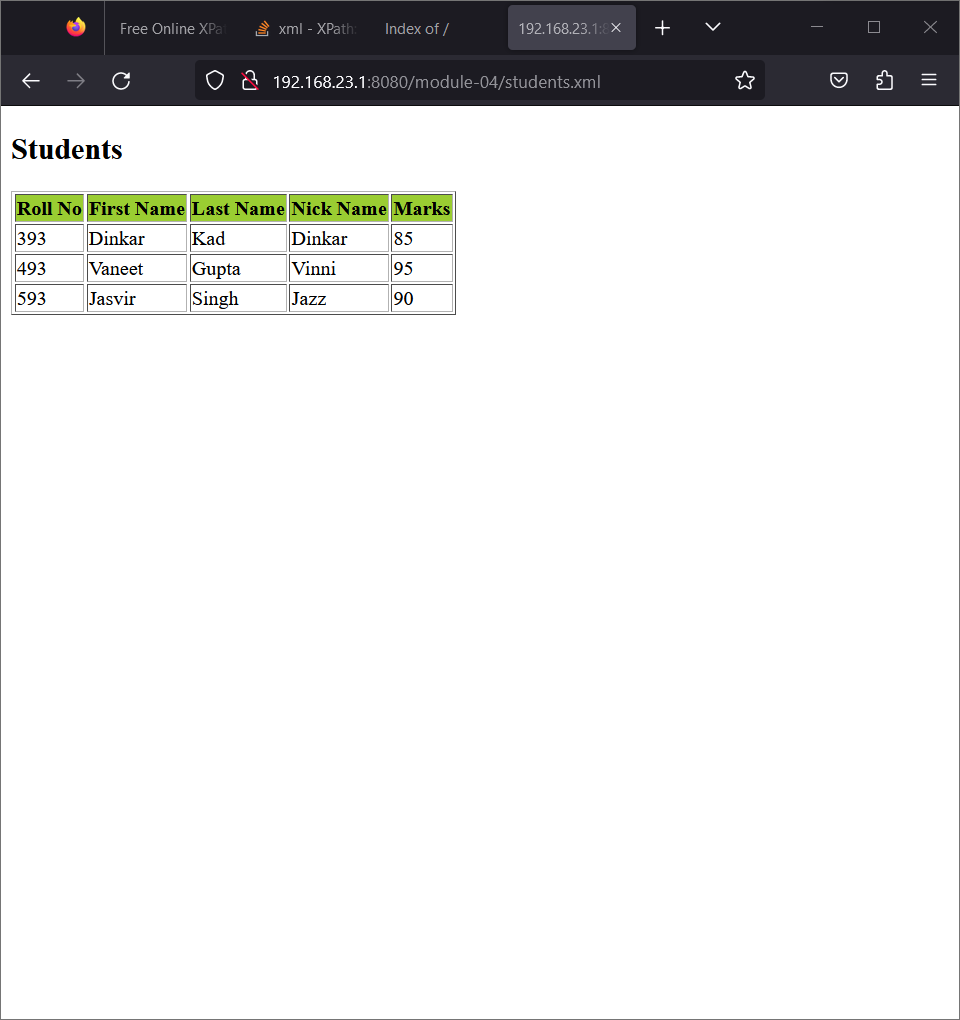 Free Online XPa
xml - XPath:
Index of /
192.168.23.1:8
192.168.23.1:8080/module-04/students.xml
Students
Roll No First Name Last Name Nick Name Marks
393 Dinkar Kad Dinkar 85
493 Vaneet Gupta Vinni 95
593 Jasvir Singh Jazz 90